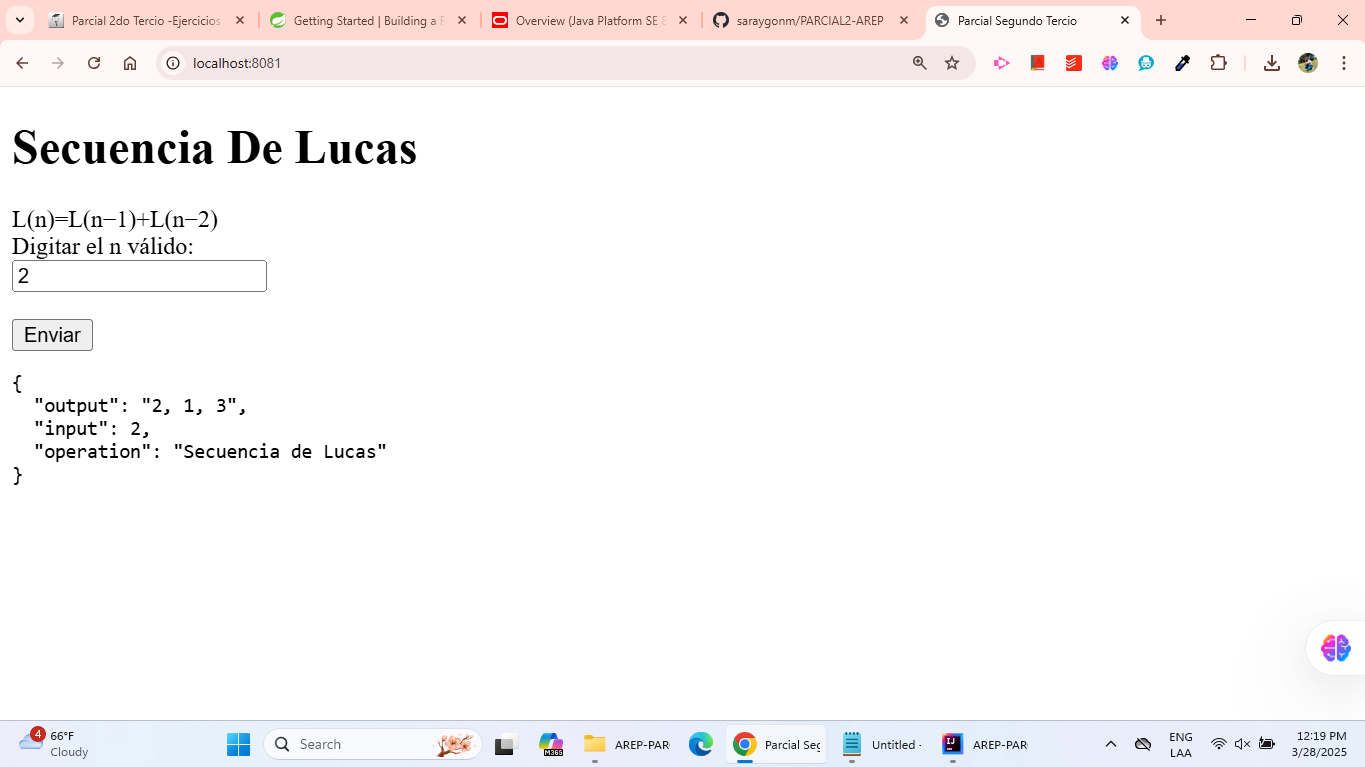 Parcial 2do Tercio -Ejercicios
Getting Started | Building a R
Overview (Java Platform SE 8
saraygonm/PARCIAL2-AREP
Parcial Segundo Tercio
localhost:8081
Secuencia De Lucas
L(n)=L(n−1)+L(n−2)
Digitar el n válido:
2
Enviar
{
"output": "2, 1, 3",
"input": 2,
"operation": "Secuencia de Lucas"
}
4
66°F
Cloudy
Search
M365
AREP-PAR
Parcial Seg
Untitled -
IJ
AREP-PAR
ENG
LAA
12:19 PM
3/28/2025